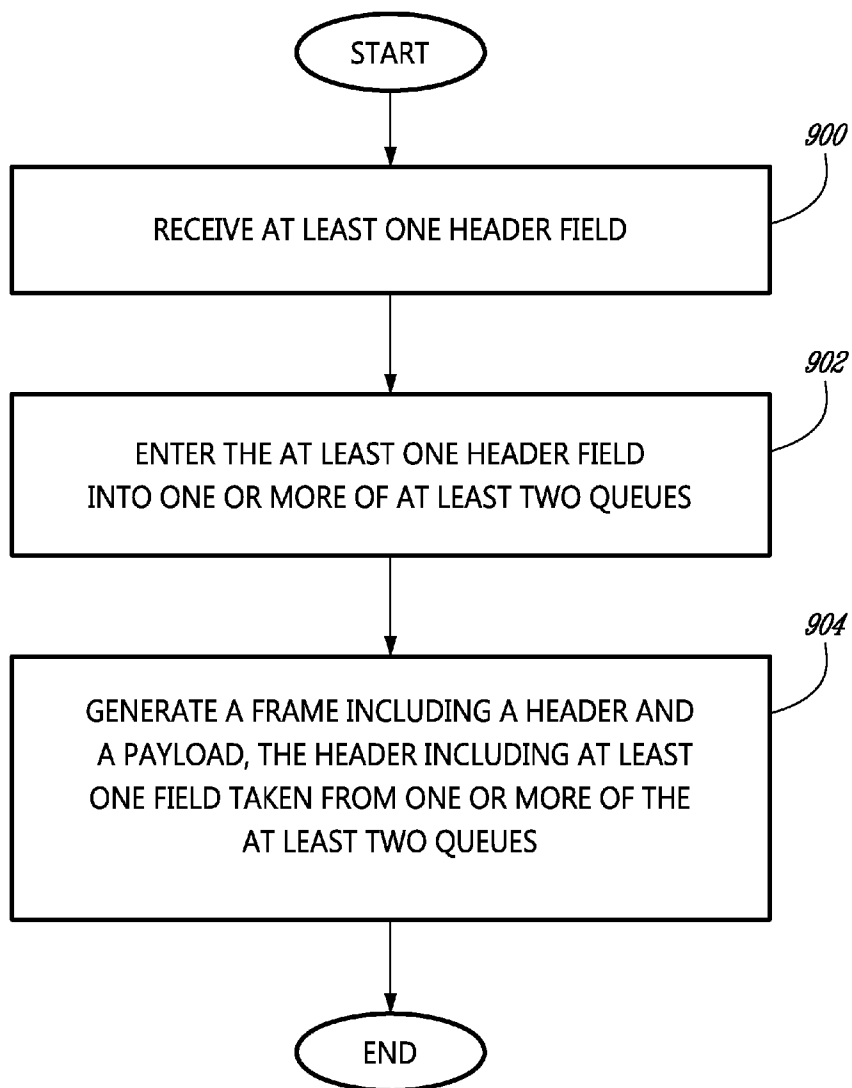 START
900
RECEIVE AT LEAST ONE HEADER FIELD
902
ENTER THE AT LEAST ONE HEADER FIELD
INTO ONE OR MORE OF AT LEAST TWO QUEUES
904
GENERATE A FRAME INCLUDING A HEADER AND
A PAYLOAD, THE HEADER INCLUDING AT LEAST
ONE FIELD TAKEN FROM ONE OR MORE OF THE
AT LEAST TWO QUEUES
END